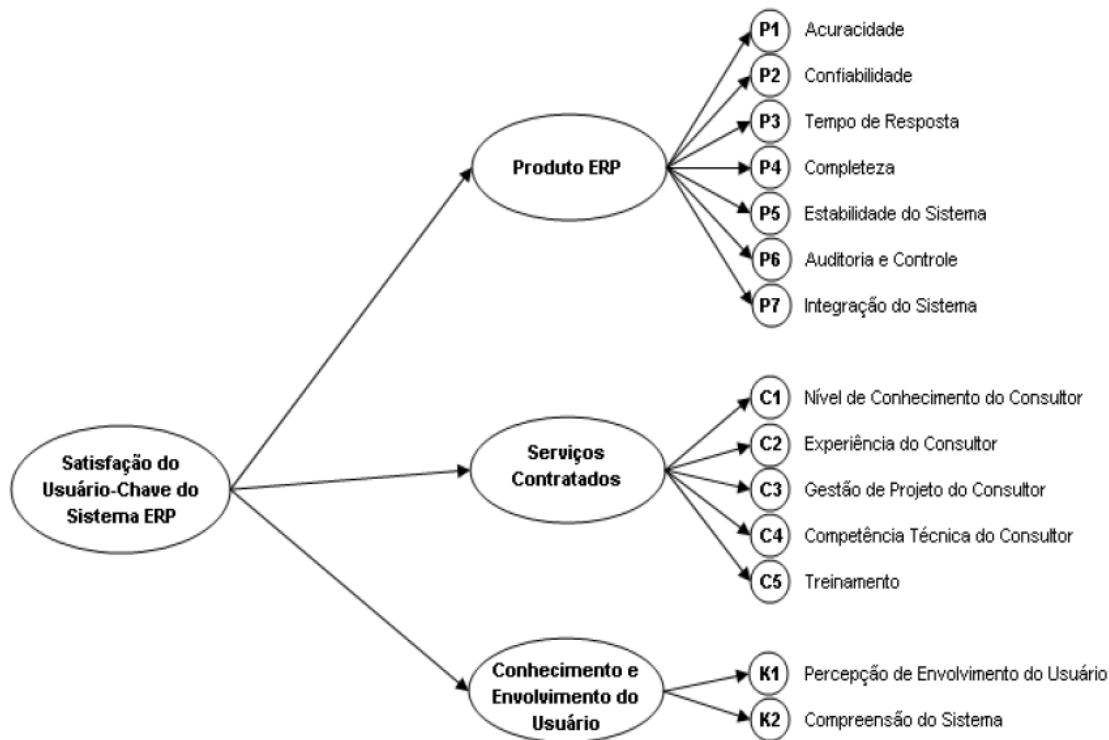 P1 Acuracidade
P2 Confiabilidade
P3 Tempo de Resposta
P4 Completeza
P5 Estabilidade do Sistema
P6 Auditoria e Controle
P7 Integração do Sistema
Produto ERP
C1 Nível de Conhecimento do Consultor
C2 Experiência do Consultor
C3 Gestão de Projeto do Consultor
C4 Competência Técnica do Consultor
C5 Treinamento
Serviços
Contratados
Satisfação do
Usuário-Chave do
Sistema ERP
Conhecimento e
Envolvimento do
Usuário
K1 Percepção de Envolvimento do Usuário
K2 Compreensão do Sistema